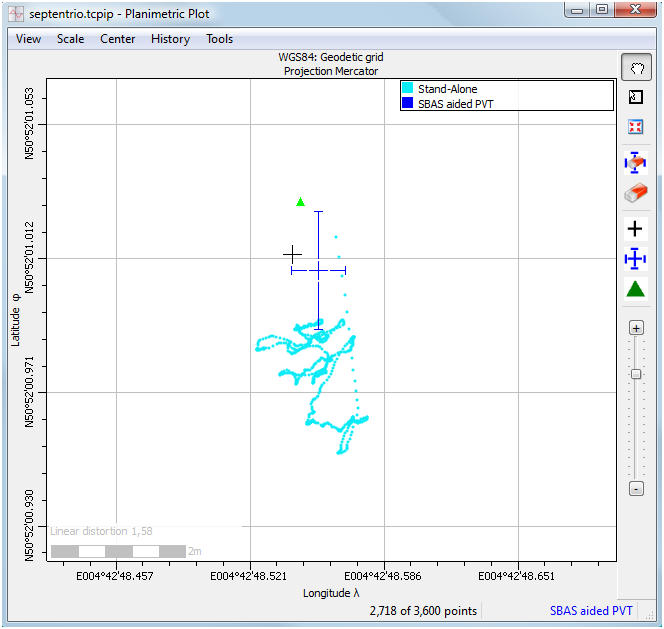 septentrio.tcpip - Planimetric Plot
View Scale Center History Tools
WGS84: Geodetic grid
Projection Mercator
Stand-Alone
SBAS aided PVT
N50°52'01.053
N50°52'01.012
Latitude φ
N50°52'00.971
N50°52'00.930
Linear distortion 1,58
2m
E004°42'48.457 E004°42'48.521 E004°42'48.586 E004°42'48.651
Longitude λ
+
-
2,718 of 3,600 points SBAS aided PVT